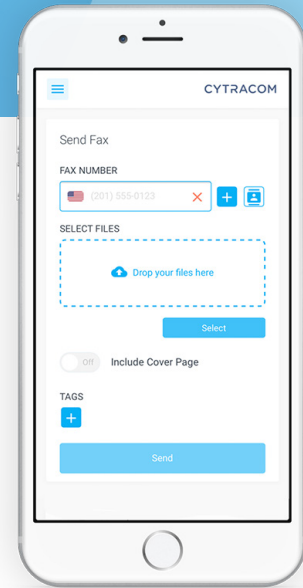 CYTRACOM
Send Fax
FAX NUMBER
(201) 555-0123
SELECT FILES
Drop your files here
Select
Off Include Cover Page
TAGS
Send